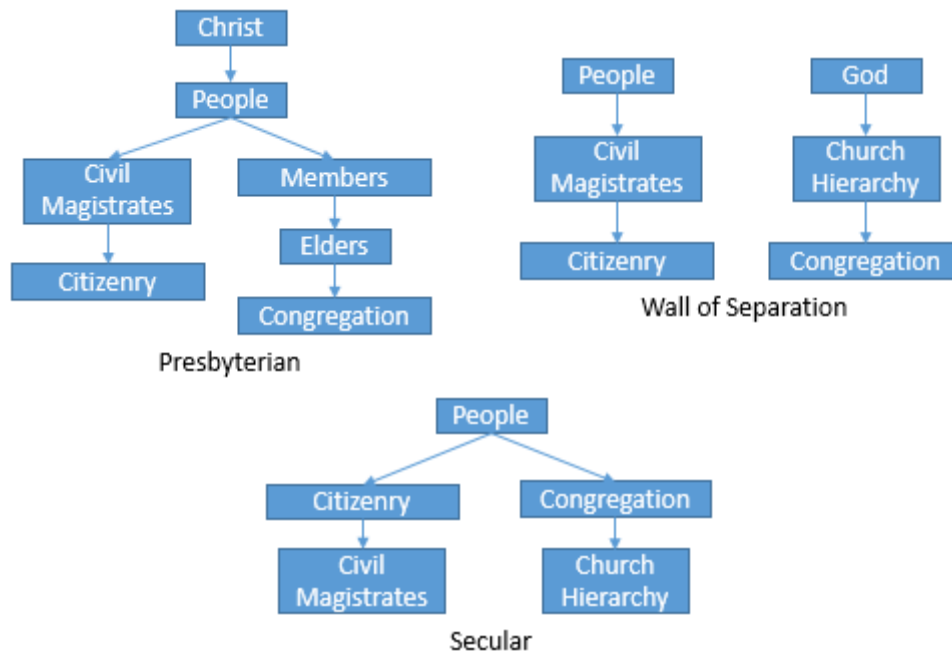 Christ
People
Civil
Magistrates
Citizenry
Members
Elders
Congregation
Presbyterian
People
Civil
Magistrates
Citizenry
God
Church
Hierarchy
Congregation
Wall of Separation
People
Citizenry
Civil
Magistrates
Congregation
Church
Hierarchy
Secular